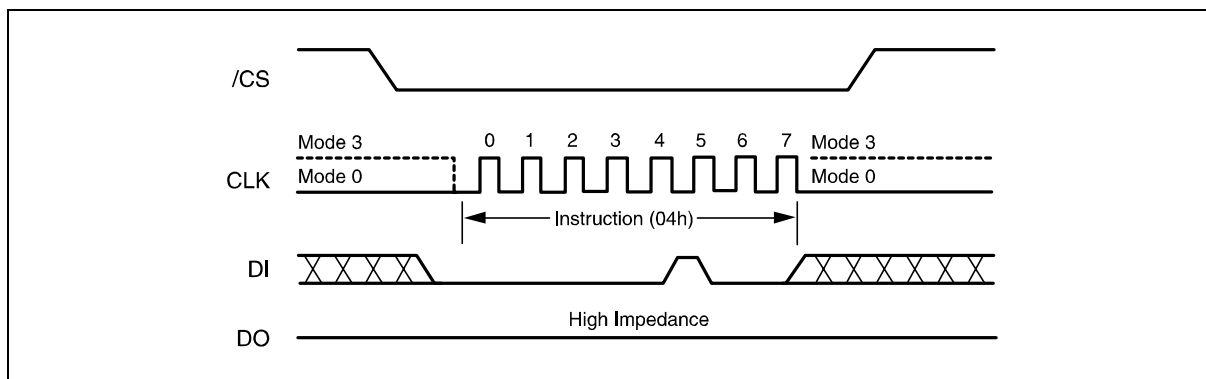 /CS
Mode 3 0 1 2 3 4 5 6 7 Mode 3
CLK Mode 0 Mode 0
Instruction (04h)
DI
High Impedance
DO